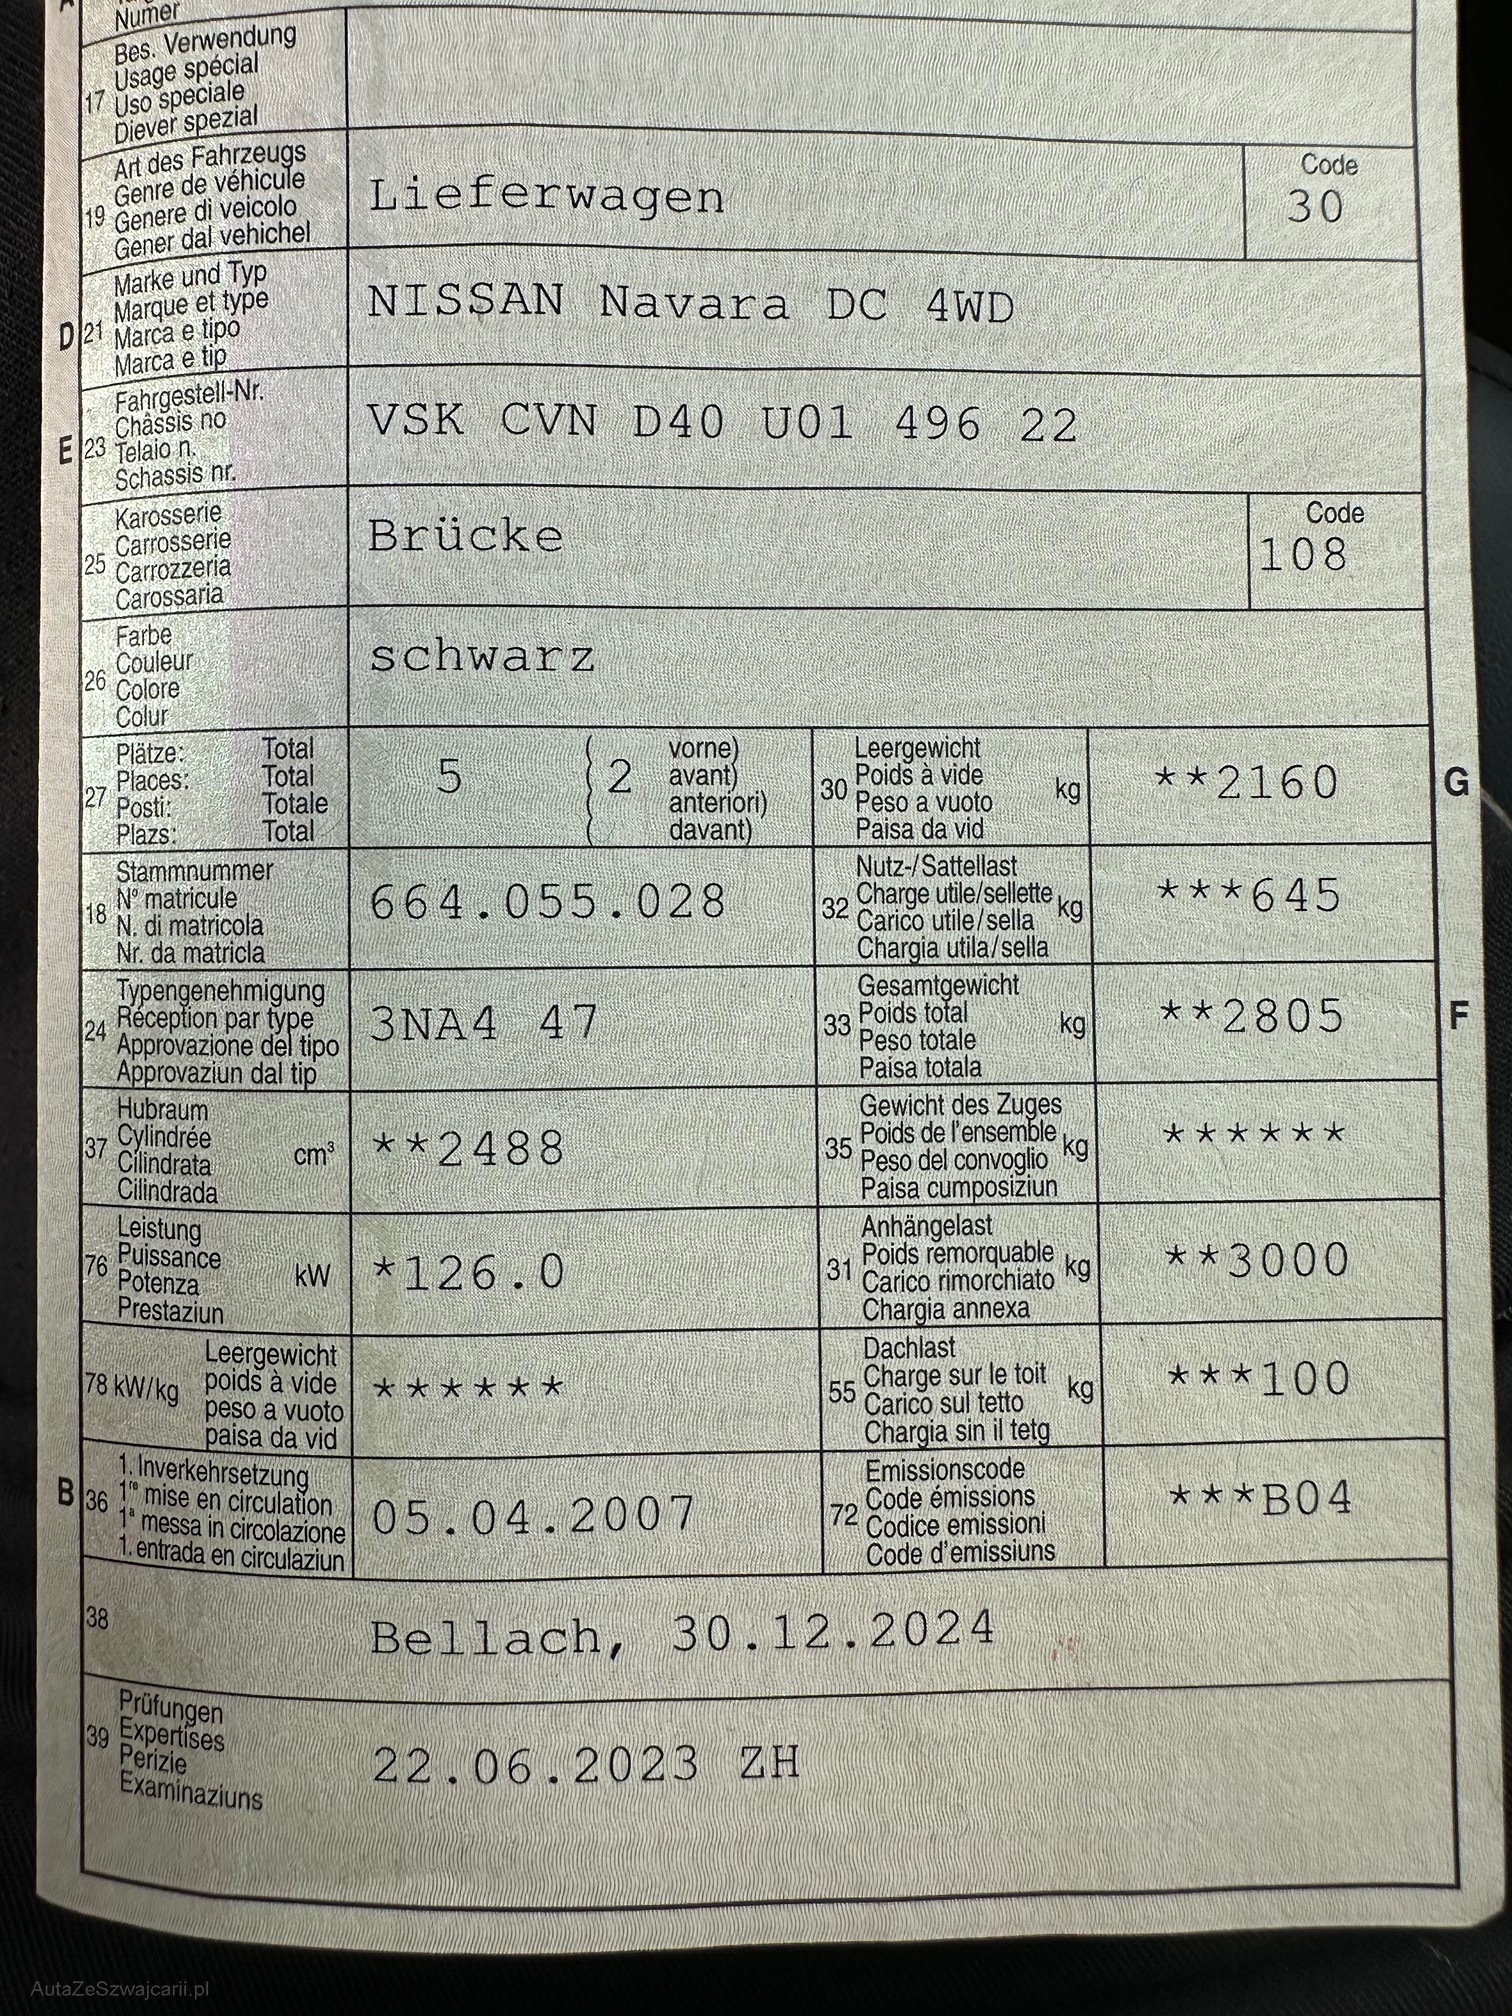 Numer
Bes. Verwendung
Usage spécial
17 Uso speciale
Diever spezial
Art des Fahrzeugs
Genre de véhicule
19 Genere di veicolo
Gener dal vehichel
Lieferwagen
Code
30
Marke und Typ
Marque et type
D 21 Marca e tipo
Marca e tip
NISSAN Navara DC 4WD
Fahrgestell-Nr.
Châssis no
E 23 Telaio n.
Schassis nr.
VSK CVN D40 U01 496 22
Karosserie
Carrosserie
25 Carrozzeria
Carossaria
Brücke
Code
108
Farbe
Couleur
26 Colore
Colur
schwarz
Plätze: Total
Places: Total
27 Posti: Totale
Plazs: Total
5 ( 2 vorne)
avant)
anteriori)
davant)
Leergewicht
30 Poids à vide kg
Peso a vuoto
Paisa da vid
**2160 G
Stammnummer
N° matricule
18 N. di matricola
Nr. da matricla
664.055.028
Nutz-/Sattellast
32 Charge utile/sellette kg
Carico utile/sella
Chargia utila/sella
***645
Typengenehmigung
24 Réception par type
Approvazione del tipo
Approvaziun dal tip
3NA4 47
Gesamtgewicht
33 Poids total kg
Peso totale
Paisa totala
**2805 F
Hubraum
37 Cylindrée cm³
Cilindrata
Cilindrada
**2488
Gewicht des Zuges
35 Poids de l'ensemble kg
Peso del convoglio
Paisa cumposiziun
******
Leistung
76 Puissance kW
Potenza
Prestaziun
*126.0
Anhängelast
31 Poids remorquable kg
Carico rimorchiato
Chargia annexa
**3000
Leergewicht
78 kW/kg poids à vide
peso a vuoto
paisa da vid
******
Dachlast
55 Charge sur le toit kg
Carico sul tetto
Chargia sin il tetg
***100
1. Inverkehrsetzung
B 36 1re mise en circulation
1a messa in circolazione
1. entrada en circulaziun
05.04.2007
Emissionscode
72 Code émissions
Codice emissioni
Code d'emissiuns
***B04
38 Bellach, 30.12.2024
Prüfungen
39 Expertises
Perizie
Examinaziuns
22.06.2023 ZH
AutaZeSzwajcarii.pl